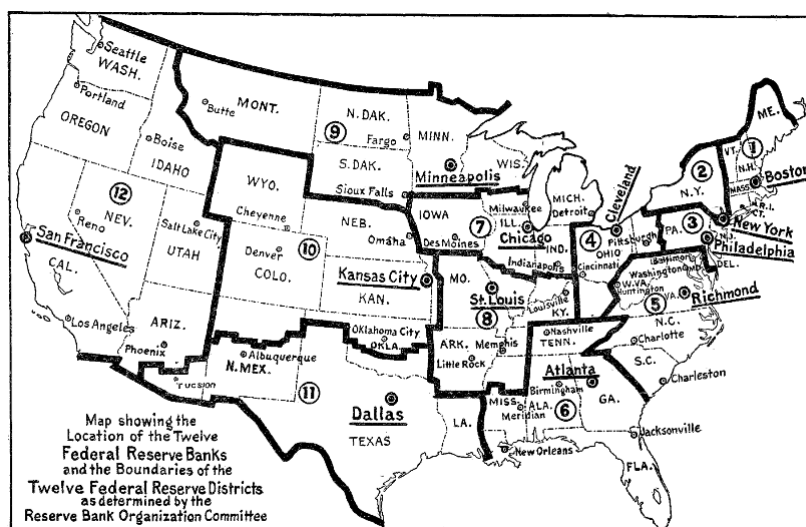 Seattle
WASH.
Portland
OREGON
Boise
IDAHO
MONT.
Butte
N. DAK.
9
Fargo
MINN.
S. DAK.
Minneapolis
Sioux Falls
WIS.
ME.
VT.
N.H.
1
MASS.
Boston
R.I.
CT.
2
N.Y.
New York
MICH.
Detroit
Cleveland
Milwaukee
WYO.
Cheyenne
12
NEV.
Reno
Salt Lake City
UTAH
San Francisco
CAL.
NEB.
Omaha
IOWA
7
Des Moines
ILL.
Chicago
IND.
Indianapolis
4
OHIO
Pittsburgh
Cincinnati
PA.
3
Philadelphia
Baltimore
Washington
DEL.
W.VA.
Huntington
5
VA.
Richmond
10
Denver
COLO.
Kansas City
KAN.
MO.
St. Louis
8
Louisville
KY.
N.C.
Charlotte
S.C.
Charleston
Los Angeles
ARIZ.
Phoenix
Tucson
Albuquerque
N. MEX.
Oklahoma City
OKLA.
ARK.
Memphis
Little Rock
Nashville
TENN.
Atlanta
Birmingham
MISS.
ALA.
Meridian
6
GA.
11
Dallas
TEXAS
LA.
New Orleans
Jacksonville
FLA.
Map showing the
Location of the Twelve
Federal Reserve Banks
and the Boundaries of the
Twelve Federal Reserve Districts
as determined by the
Reserve Bank Organization Committee